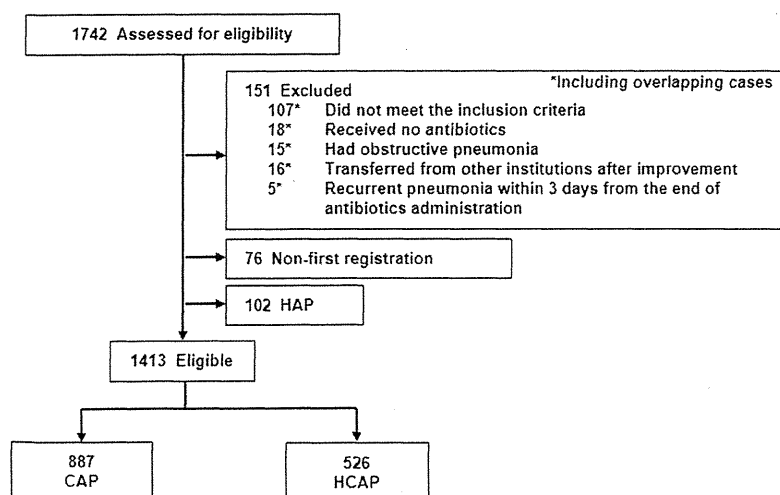 1742 Assessed for eligibility
*Including overlapping cases
151 Excluded
107* Did not meet the inclusion criteria
18* Received no antibiotics
15* Had obstructive pneumonia
16* Transferred from other institutions after improvement
5* Recurrent pneumonia within 3 days from the end of
antibiotics administration
76 Non-first registration
102 HAP
1413 Eligible
887
CAP
526
HCAP